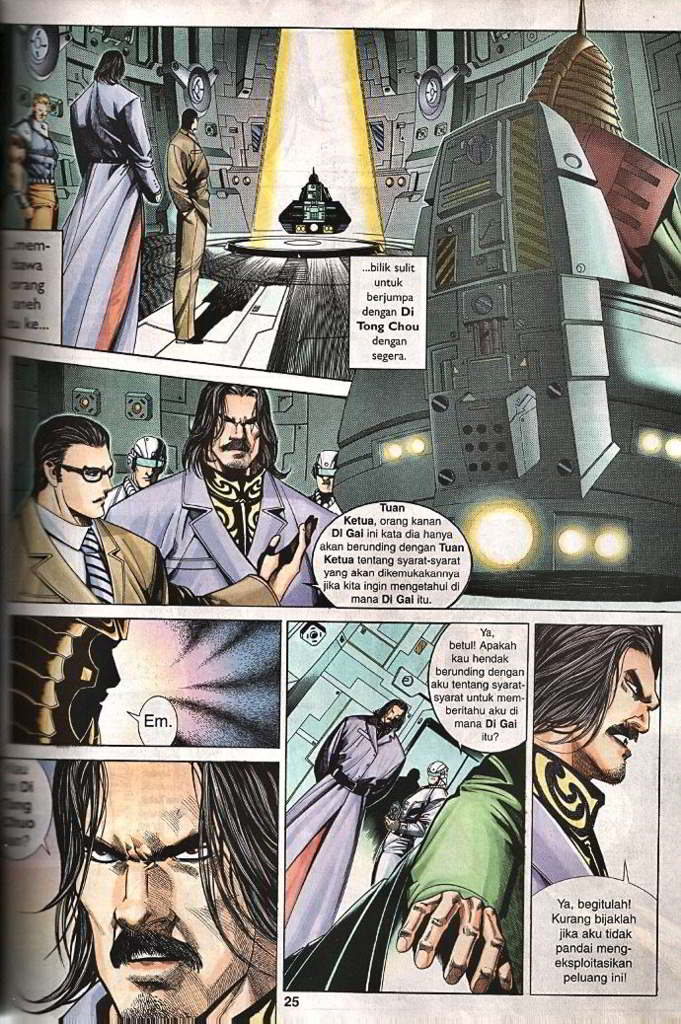 ...mem-
bawa
orang
aneh
itu ke...
...bilik sulit
untuk
berjumpa
dengan Di
Tong Chou
dengan
segera.
Tuan
Ketua, orang kanan
Di Gai ini kata dia hanya
akan berunding dengan Tuan
Ketua tentang syarat-syarat
yang akan dikemukakannya
jika kita ingin mengetahui di
mana Di Gai itu.
Em.
Di
Tong
Chuo
Ya,
betul! Apakah
kau hendak
berunding dengan
aku tentang syarat-
syarat untuk mem-
beritahu aku di
mana Di Gai
itu?
Ya, begitulah!
Kurang bijaklah
jika aku tidak
pandai meng-
eksploitasikan
peluang ini!
25